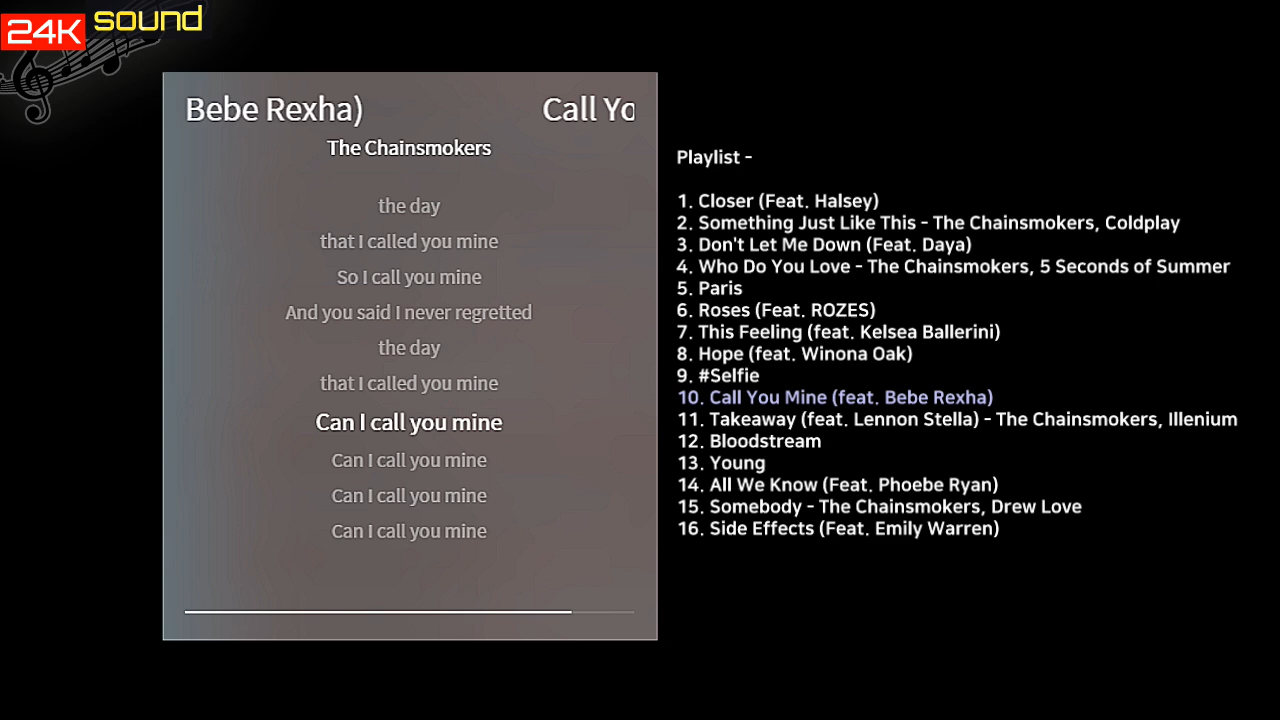 24K sound
Bebe Rexha) Call Yo
The Chainsmokers
the day
that I called you mine
So I call you mine
And you said I never regretted
the day
that I called you mine
Can I call you mine
Can I call you mine
Can I call you mine
Can I call you mine
Playlist -
1. Closer (Feat. Halsey)
2. Something Just Like This - The Chainsmokers, Coldplay
3. Don't Let Me Down (Feat. Daya)
4. Who Do You Love - The Chainsmokers, 5 Seconds of Summer
5. Paris
6. Roses (Feat. ROZES)
7. This Feeling (feat. Kelsea Ballerini)
8. Hope (feat. Winona Oak)
9. #Selfie
10. Call You Mine (feat. Bebe Rexha)
11. Takeaway (feat. Lennon Stella) - The Chainsmokers, Illenium
12. Bloodstream
13. Young
14. All We Know (Feat. Phoebe Ryan)
15. Somebody - The Chainsmokers, Drew Love
16. Side Effects (Feat. Emily Warren)